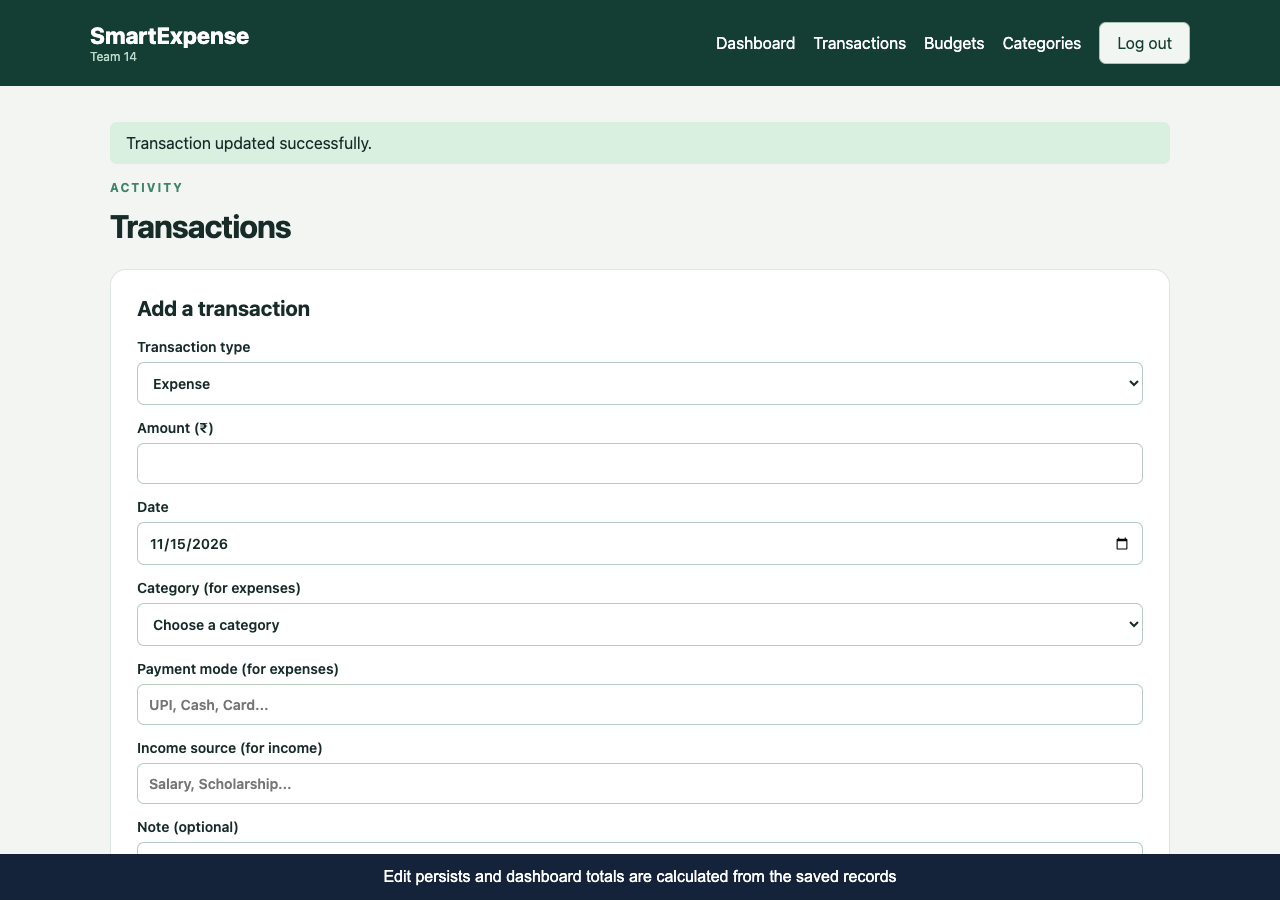 SmartExpense
Team 14
Dashboard Transactions Budgets Categories Log out
Transaction updated successfully.
ACTIVITY
Transactions
Add a transaction
Transaction type
Expense
Amount (₹)
Date
11/15/2026
Category (for expenses)
Choose a category
Payment mode (for expenses)
UPI, Cash, Card...
Income source (for income)
Salary, Scholarship...
Note (optional)
Edit persists and dashboard totals are calculated from the saved records